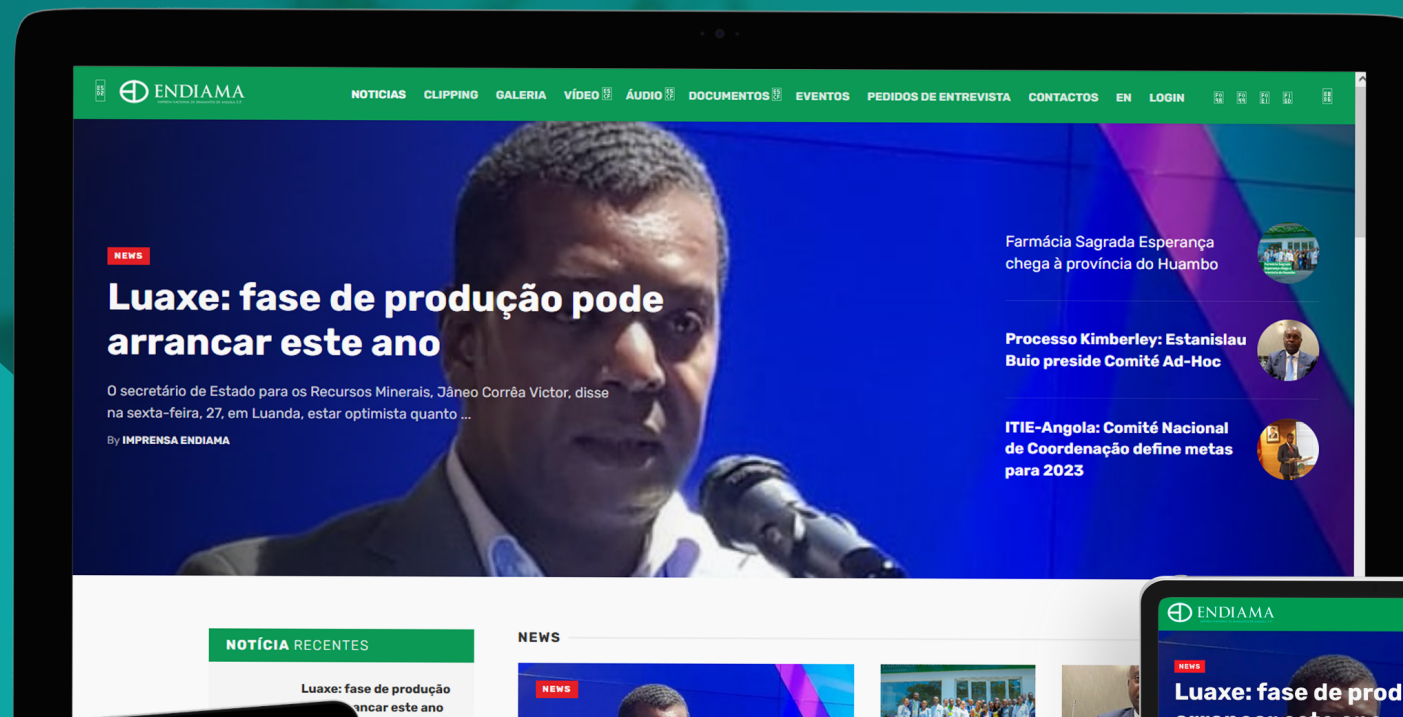 ENDIAMA
NOTICIAS CLIPPING GALERIA VÍDEO ÁUDIO DOCUMENTOS EVENTOS PEDIDOS DE ENTREVISTA CONTACTOS EN LOGIN
NEWS
Luaxe: fase de produção pode
arrancar este ano
O secretário de Estado para os Recursos Minerais, Jâneo Corrêa Victor, disse
na sexta-feira, 27, em Luanda, estar optimista quanto ...
By IMPRENSA ENDIAMA
Farmácia Sagrada Esperança
chega à província do Huambo
Processo Kimberley: Estanislau
Buio preside Comité Ad-Hoc
ITIE-Angola: Comité Nacional
de Coordenação define metas
para 2023
NOTÍCIA RECENTES
Luaxe: fase de produção
ancar este ano
NEWS
NEWS
ENDIAMA
NEWS
Luaxe: fase de prod